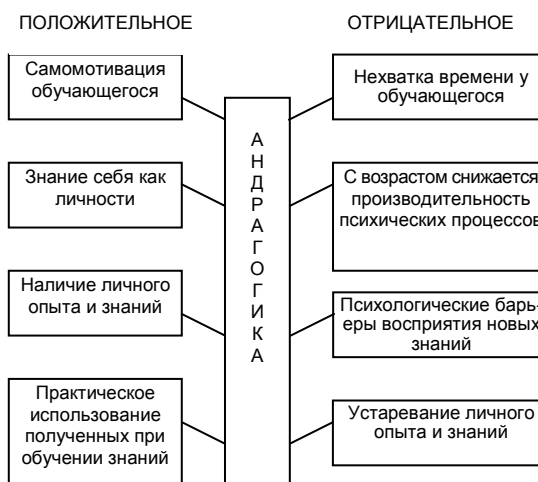 ПОЛОЖИТЕЛЬНОЕ
ОТРИЦАТЕЛЬНОЕ
Самомотивация
обучающегося
Знание себя как
личности
Наличие личного
опыта и знаний
Практическое
использование
полученных при
обучении знаний
АНДРАГОГИКА
Нехватка времени у
обучающегося
С возрастом снижается
производительность
психических процессов
Психологические барь-
еры восприятия новых
знаний
Устаревание личного
опыта и знаний